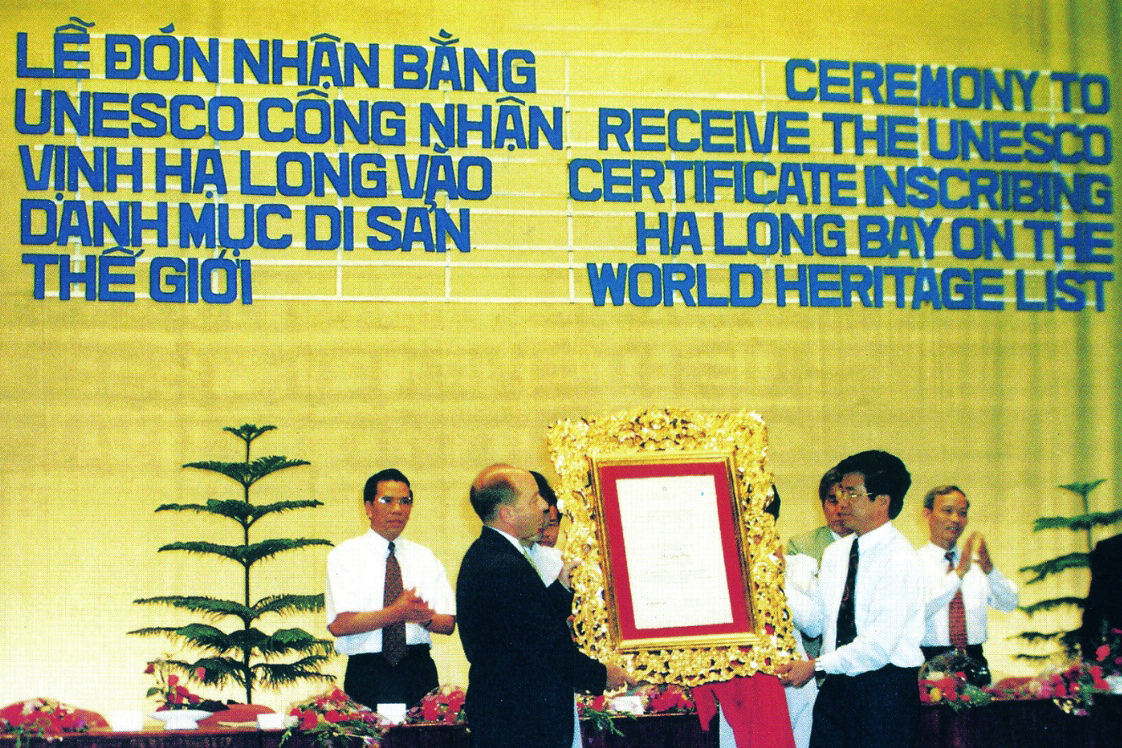 LỄ ĐÓN NHẬN BẰNG
UNESCO CÔNG NHẬN
VỊNH HẠ LONG VÀO
DANH MỤC DI SẢN
THẾ GIỚI
CEREMONY TO
RECEIVE THE UNESCO
CERTIFICATE INSCRIBING
HA LONG BAY ON THE
WORLD HERITAGE LIST